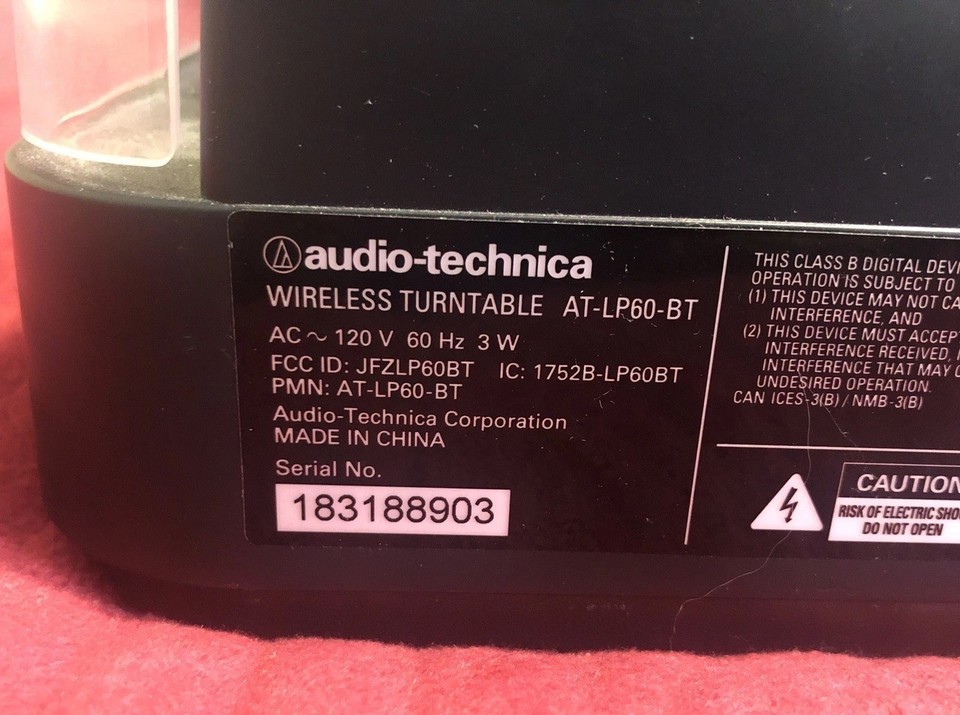 audio-technica
WIRELESS TURNTABLE AT-LP60-BT
AC ~ 120 V 60 Hz 3 W
FCC ID: JFZLP60BT IC: 1752B-LP60BT
PMN: AT-LP60-BT
Audio-Technica Corporation
MADE IN CHINA
Serial No.
183188903
THIS CLASS B DIGITAL
OPERATION IS SUBJECT TO
(1) THIS DEVICE MAY NOT
INTERFERENCE, AND
(2) THIS DEVICE MUST ACCEPT
INTERFERENCE RECEIVED,
INTERFERENCE THAT MAY
UNDESIRED OPERATION.
CAN ICES-3(B) / NMB-3(B)
CAUTION
RISK OF ELECTRIC
DO NOT OPEN